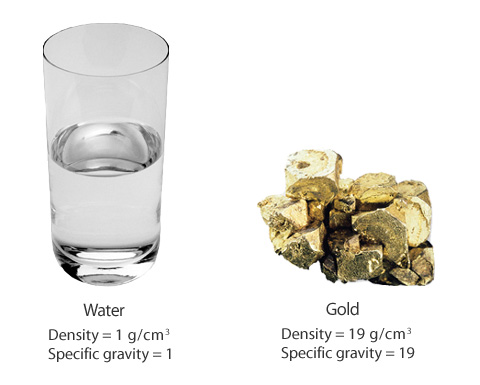 Water
Density = 1 g/cm³
Specific gravity = 1
Gold
Density = 19 g/cm³
Specific gravity = 19